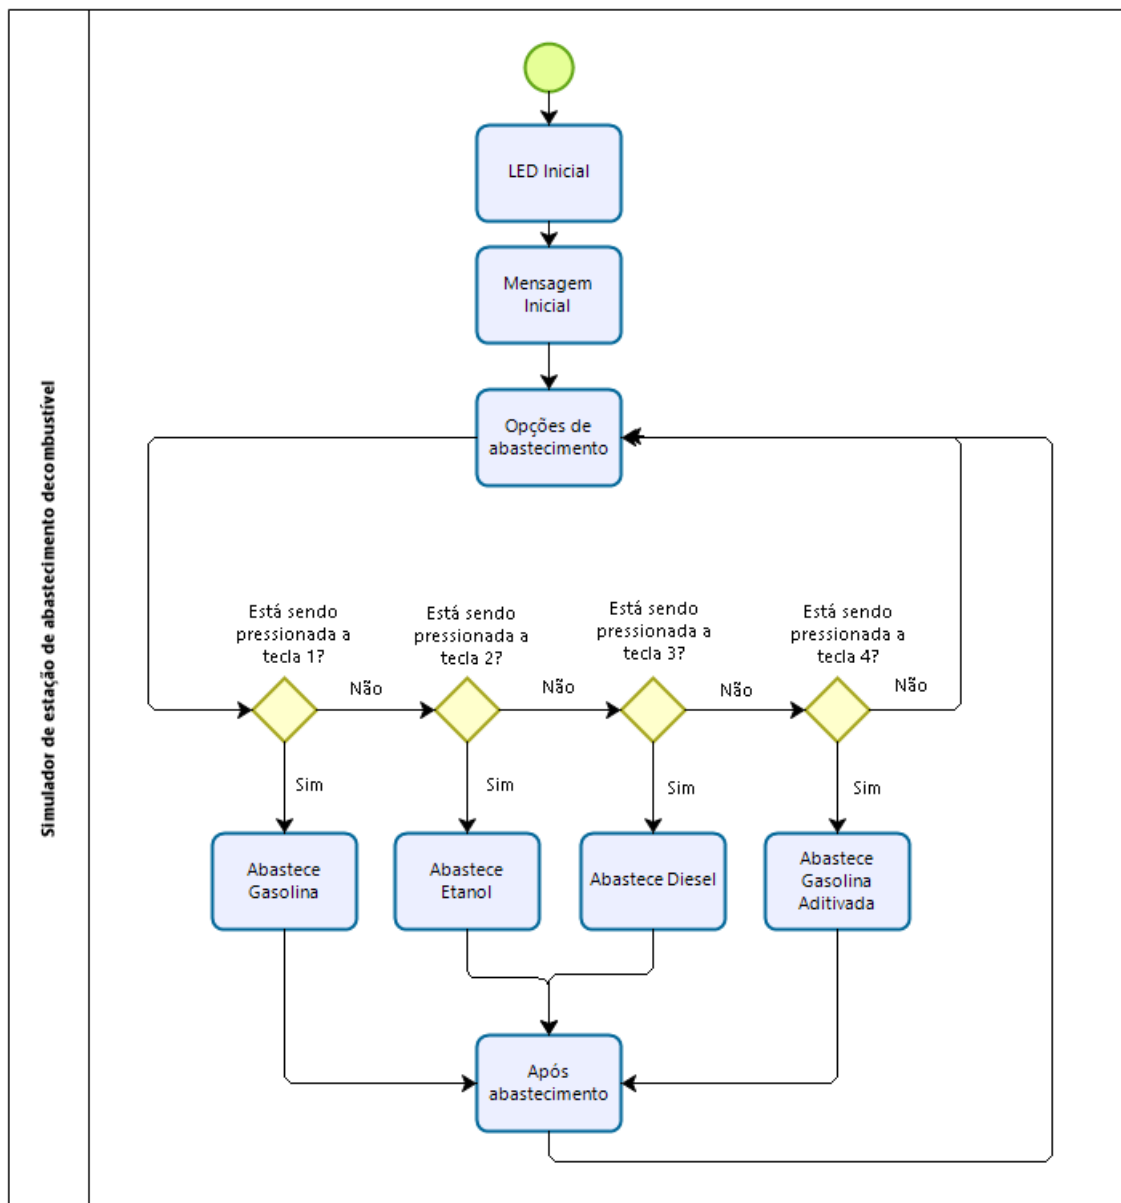 Simulador de estação de abastecimento decombustível
LED Inicial
Mensagem
Inicial
Opções de
abastecimento
Está sendo
pressionada a
tecla 1?
Está sendo
pressionada a
tecla 2?
Está sendo
pressionada a
tecla 3?
Está sendo
pressionada a
tecla 4?
Não
Não
Não
Não
Sim
Sim
Sim
Sim
Abastece
Gasolina
Abastece
Etanol
Abastece Diesel
Abastece
Gasolina
Aditivada
Após
abastecimento